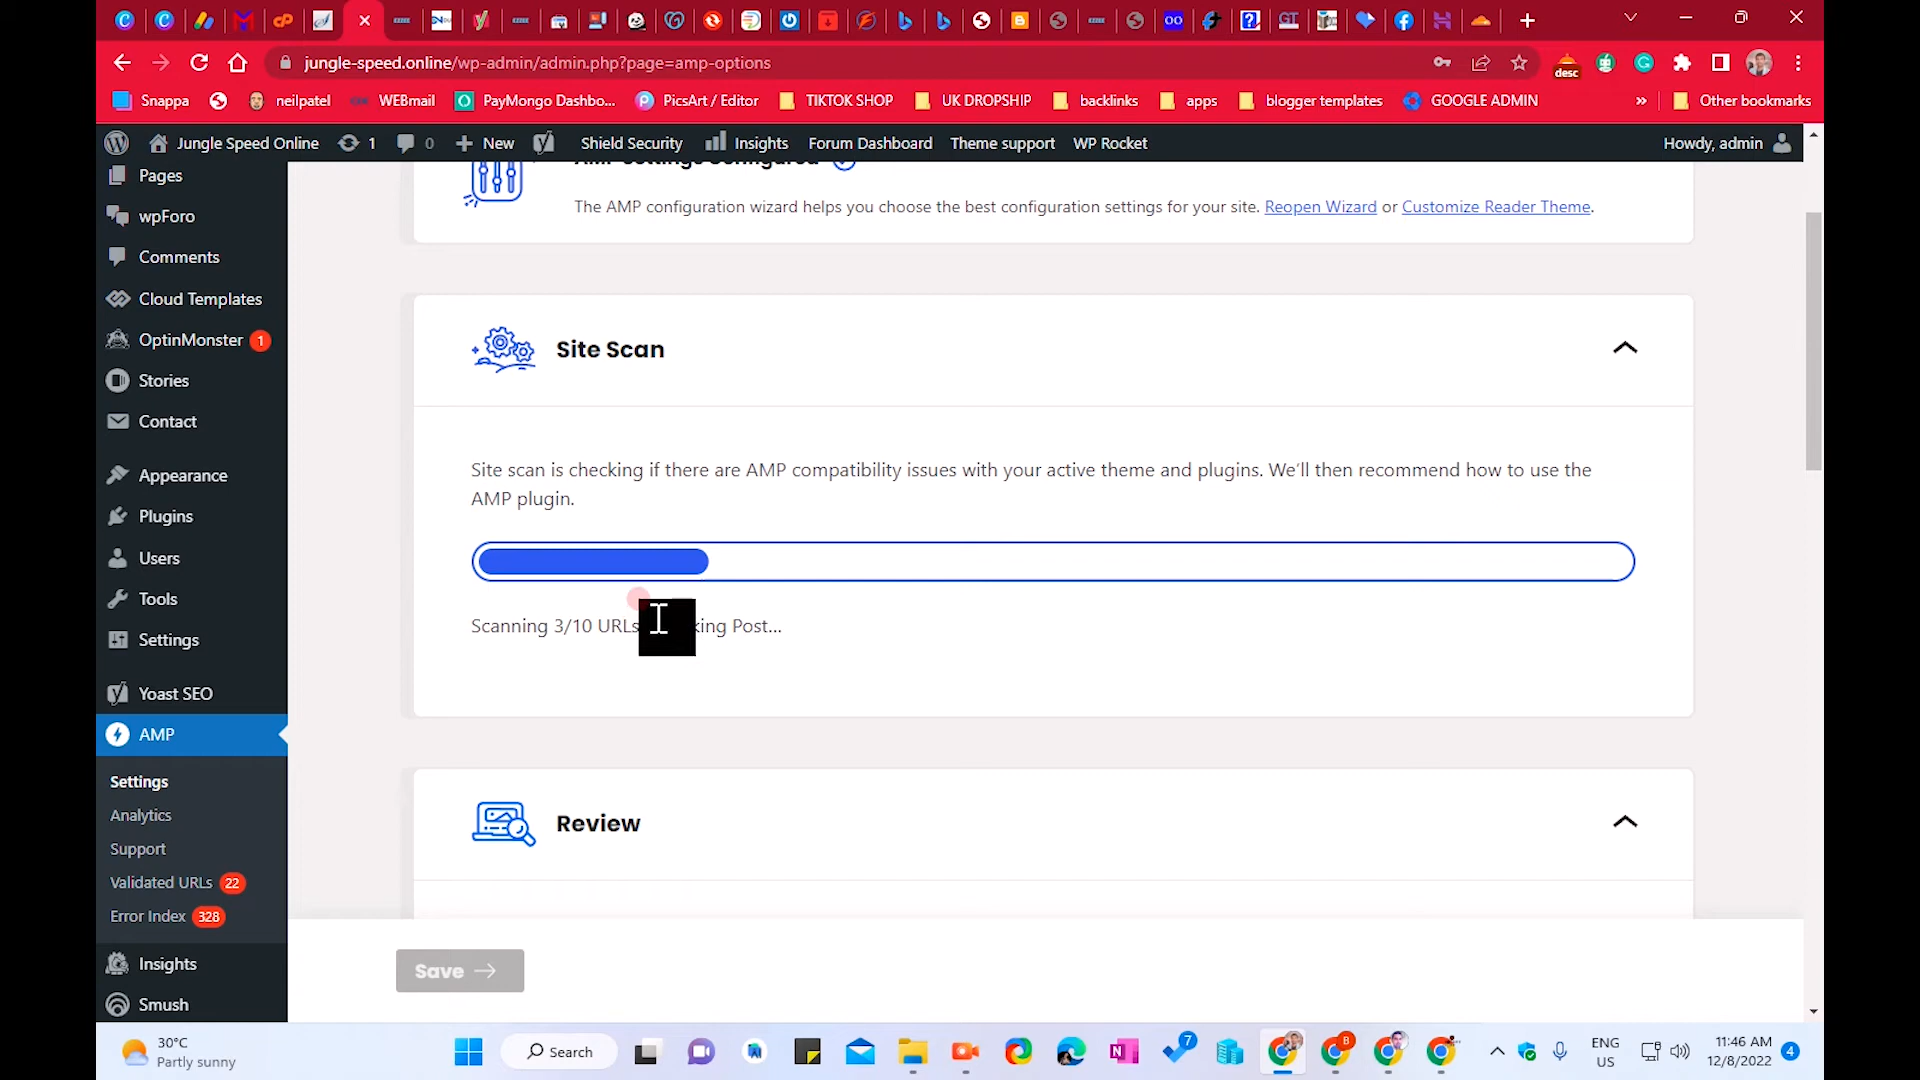 jungle-speed.online/wp-admin/admin.php?page=amp-options
desc
Snappa
neilpatel
WEBmail
PayMongo Dashbo...
PicsArt / Editor
TIKTOK SHOP
UK DROPSHIP
backlinks
apps
blogger templates
GOOGLE ADMIN
»
Other bookmarks
Jungle Speed Online
1
0
New
Shield Security
Insights
Forum Dashboard
Theme support
WP Rocket
Howdy, admin
Pages
wpForo
Comments
Cloud Templates
OptinMonster 1
Stories
Contact
Appearance
Plugins
Users
Tools
Settings
Yoast SEO
AMP
Settings
Analytics
Support
Validated URLs 22
Error Index 328
Insights
Smush
AMP Settings Configured
The AMP configuration wizard helps you choose the best configuration settings for your site. Reopen Wizard or Customize Reader Theme.
Site Scan
Site scan is checking if there are AMP compatibility issues with your active theme and plugins. We'll then recommend how to use the
AMP plugin.
Scanning 3/10 URLs king Post...
Review
Save
30°C
Partly sunny
Search
7
8
ENG
US
11:46 AM
12/8/2022
4